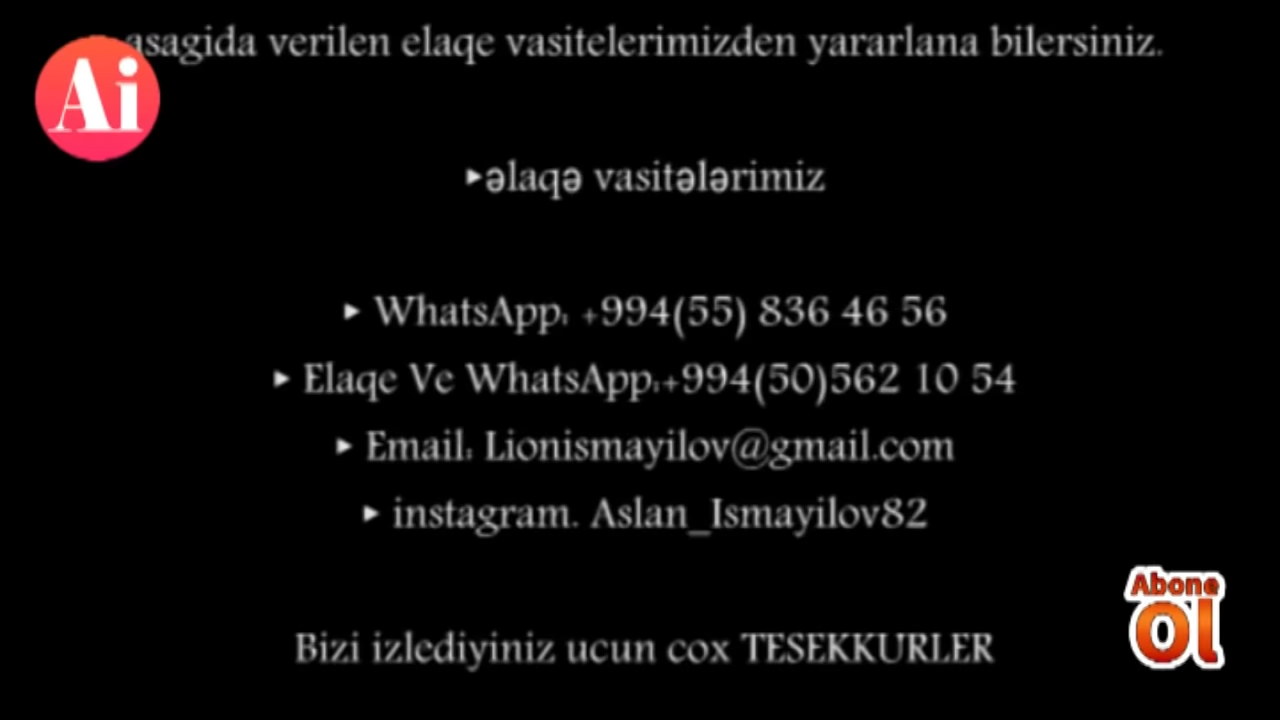 asagida verilen elaqe vasitelerimizden yararlana bilersiniz.
Ai
▸əlaqə vasitələrimiz
▸ WhatsApp: +994(55) 836 46 56
▸ Elaqe Ve WhatsApp:+994(50)562 10 54
▸ Email: Lionismayilov@gmail.com
▸ instagram. Aslan_Ismayilov82
Abone
Ol
Bizi izlediyiniz ucun cox TESEKKURLER